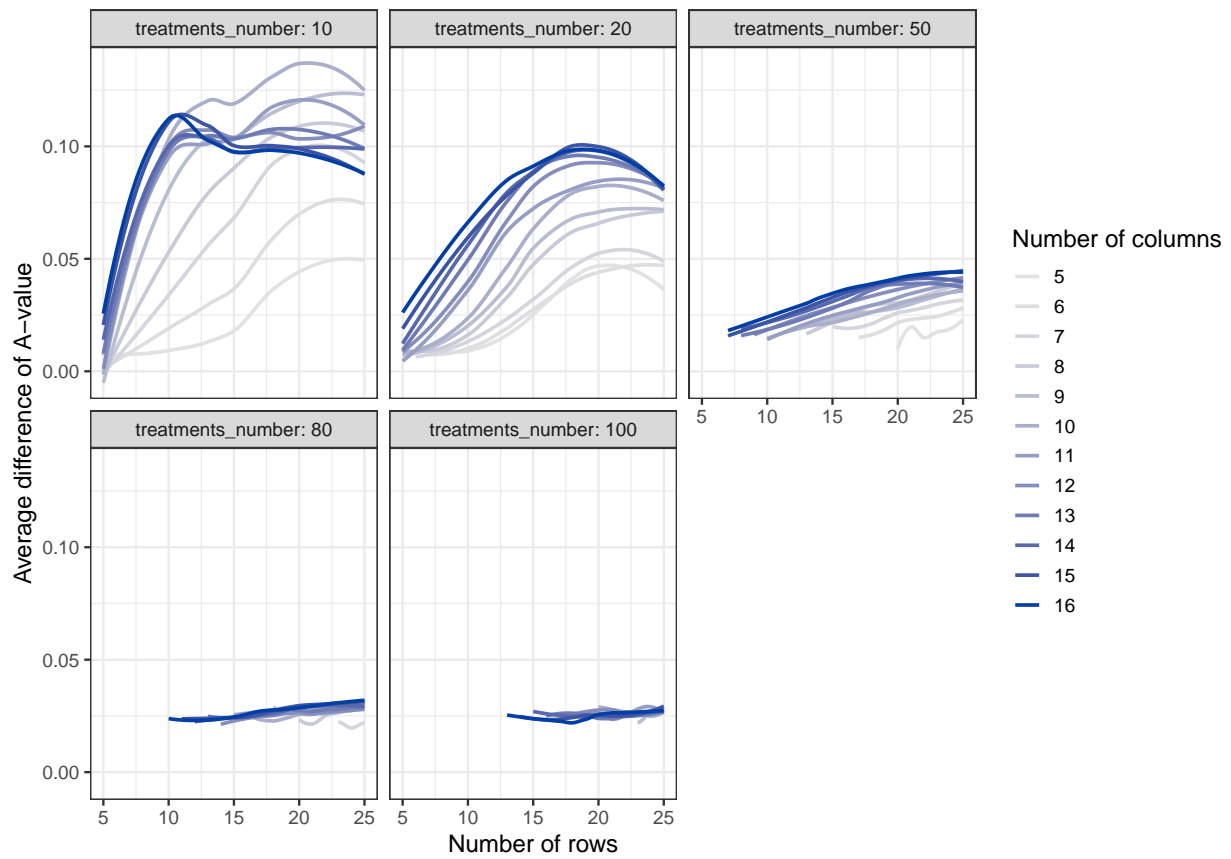 treatments_number: 10
treatments_number: 20
treatments_number: 50
0.10
0.05
0.00
5 10 15 20 25
treatments_number: 80
treatments_number: 100
0.10
0.05
0.00
5 10 15 20 25
5 10 15 20 25
Average difference of A−value
Number of rows
Number of columns
5
6
7
8
9
10
11
12
13
14
15
16